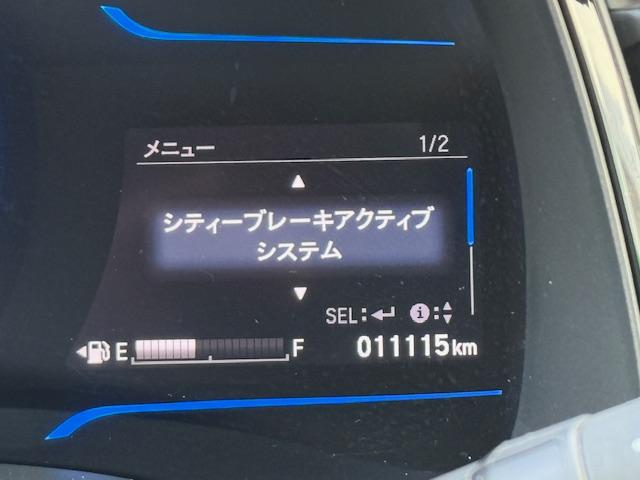 メニュー 1/2
シティーブレーキアクティブ
システム
SEL: i:
E F 011115km